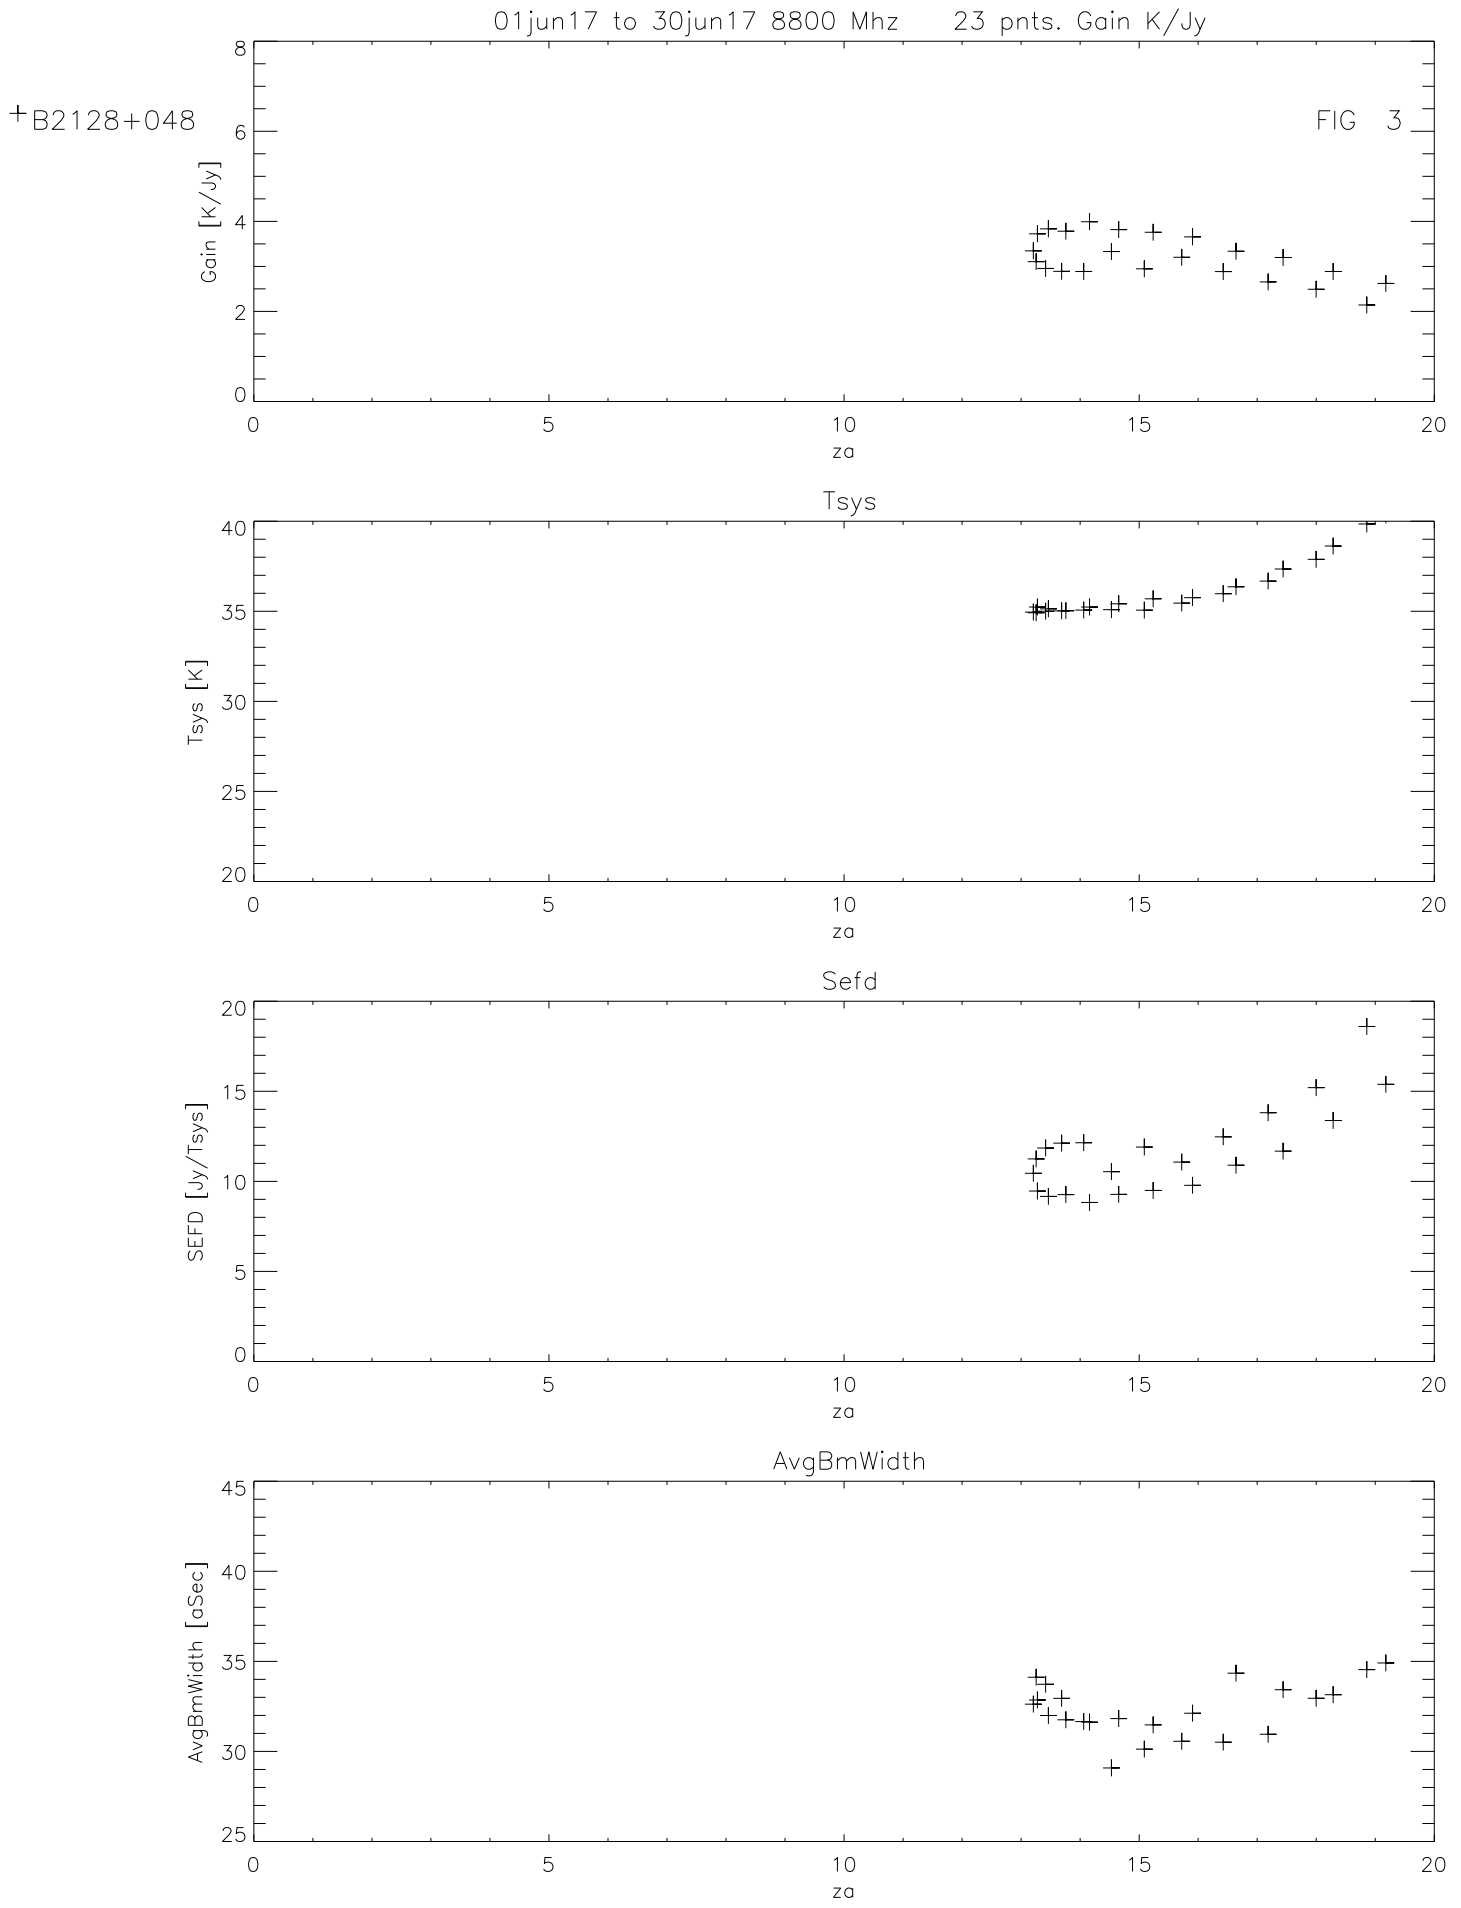 01jun17 to 30jun17 8800 Mhz 23 pnts. Gain K/Jy
+B2128+048
FIG 3
Gain [K/Jy]
8
6
4
2
0
0 5 10 15 20
za
Tsys
Tsys [K]
40
35
30
25
20
0 5 10 15 20
za
Sefd
SEFD [Jy/Tsys]
20
15
10
5
0
0 5 10 15 20
za
AvgBmWidth
AvgBmWidth [aSec]
45
40
35
30
25
0 5 10 15 20
za